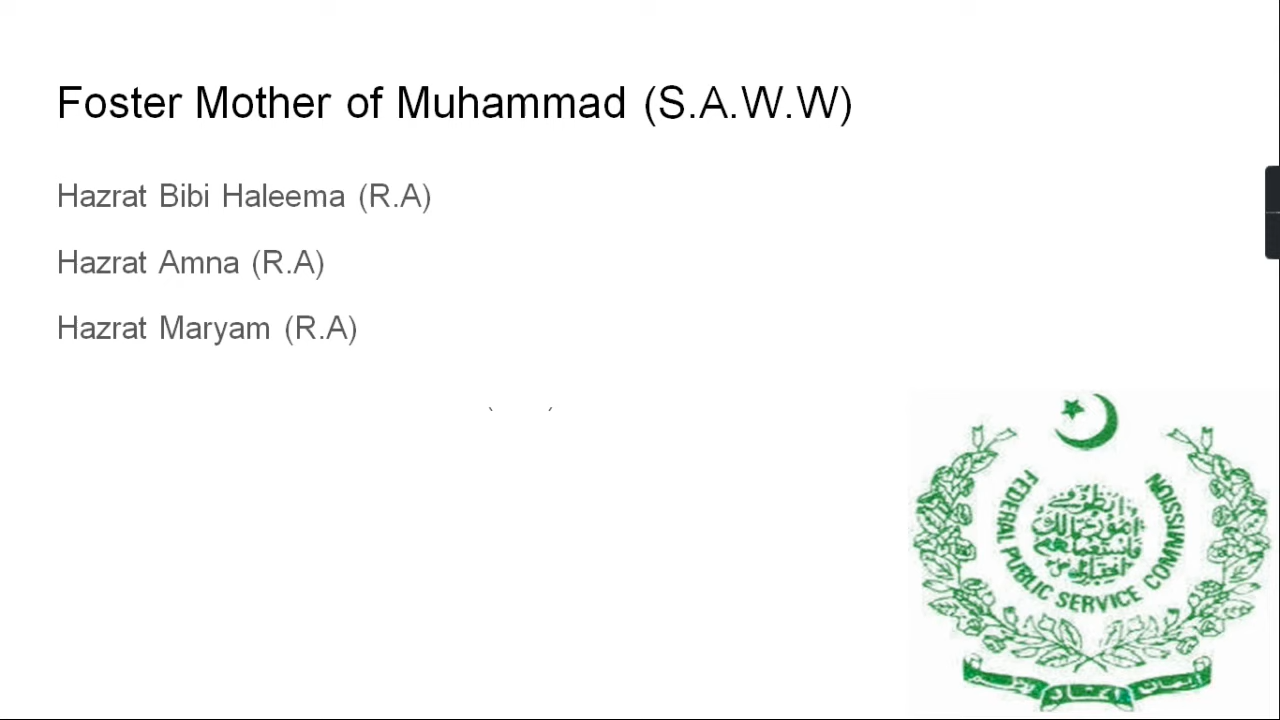 Foster Mother of Muhammad (S.A.W.W)
Hazrat Bibi Haleema (R.A)
Hazrat Amna (R.A)
Hazrat Maryam (R.A)
FEDERAL PUBLIC SERVICE COMMISSION